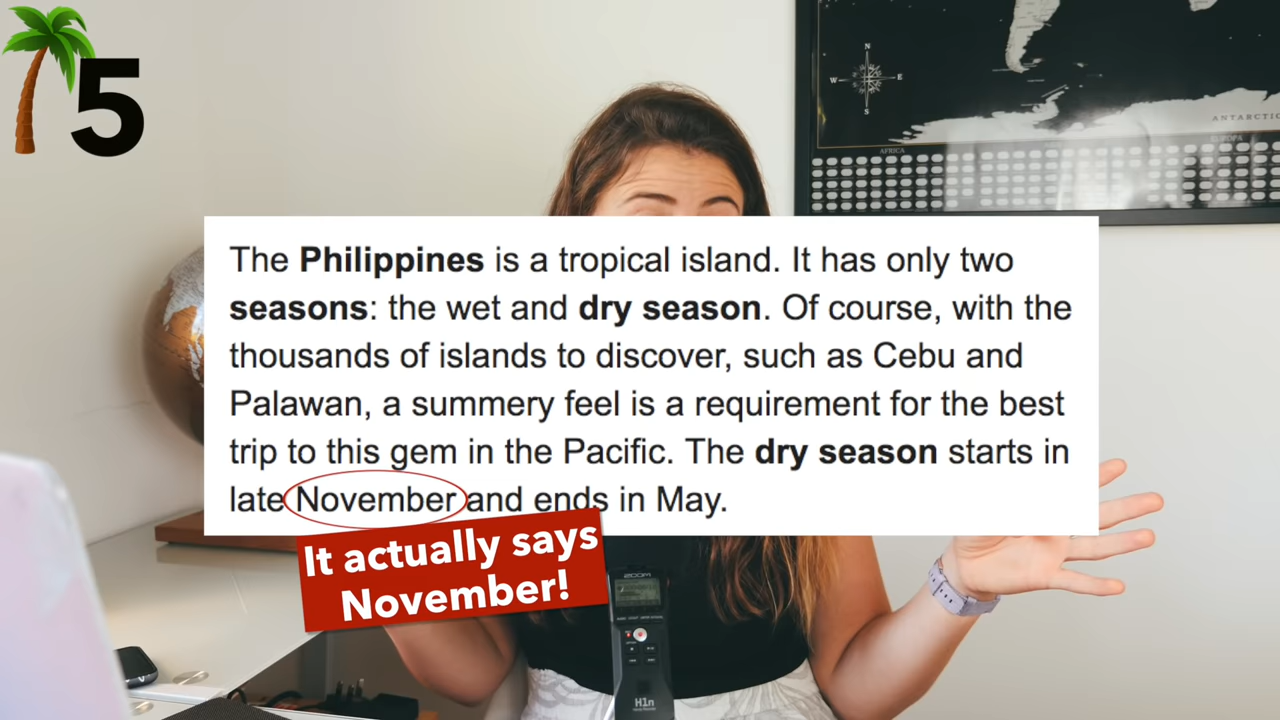 5
N
W E
S
ANTARCTIC
AFRICA
EUROPA
The Philippines is a tropical island. It has only two
seasons: the wet and dry season. Of course, with the
thousands of islands to discover, such as Cebu and
Palawan, a summery feel is a requirement for the best
trip to this gem in the Pacific. The dry season starts in
late November and ends in May.
It actually says
November!
zoom
H1n